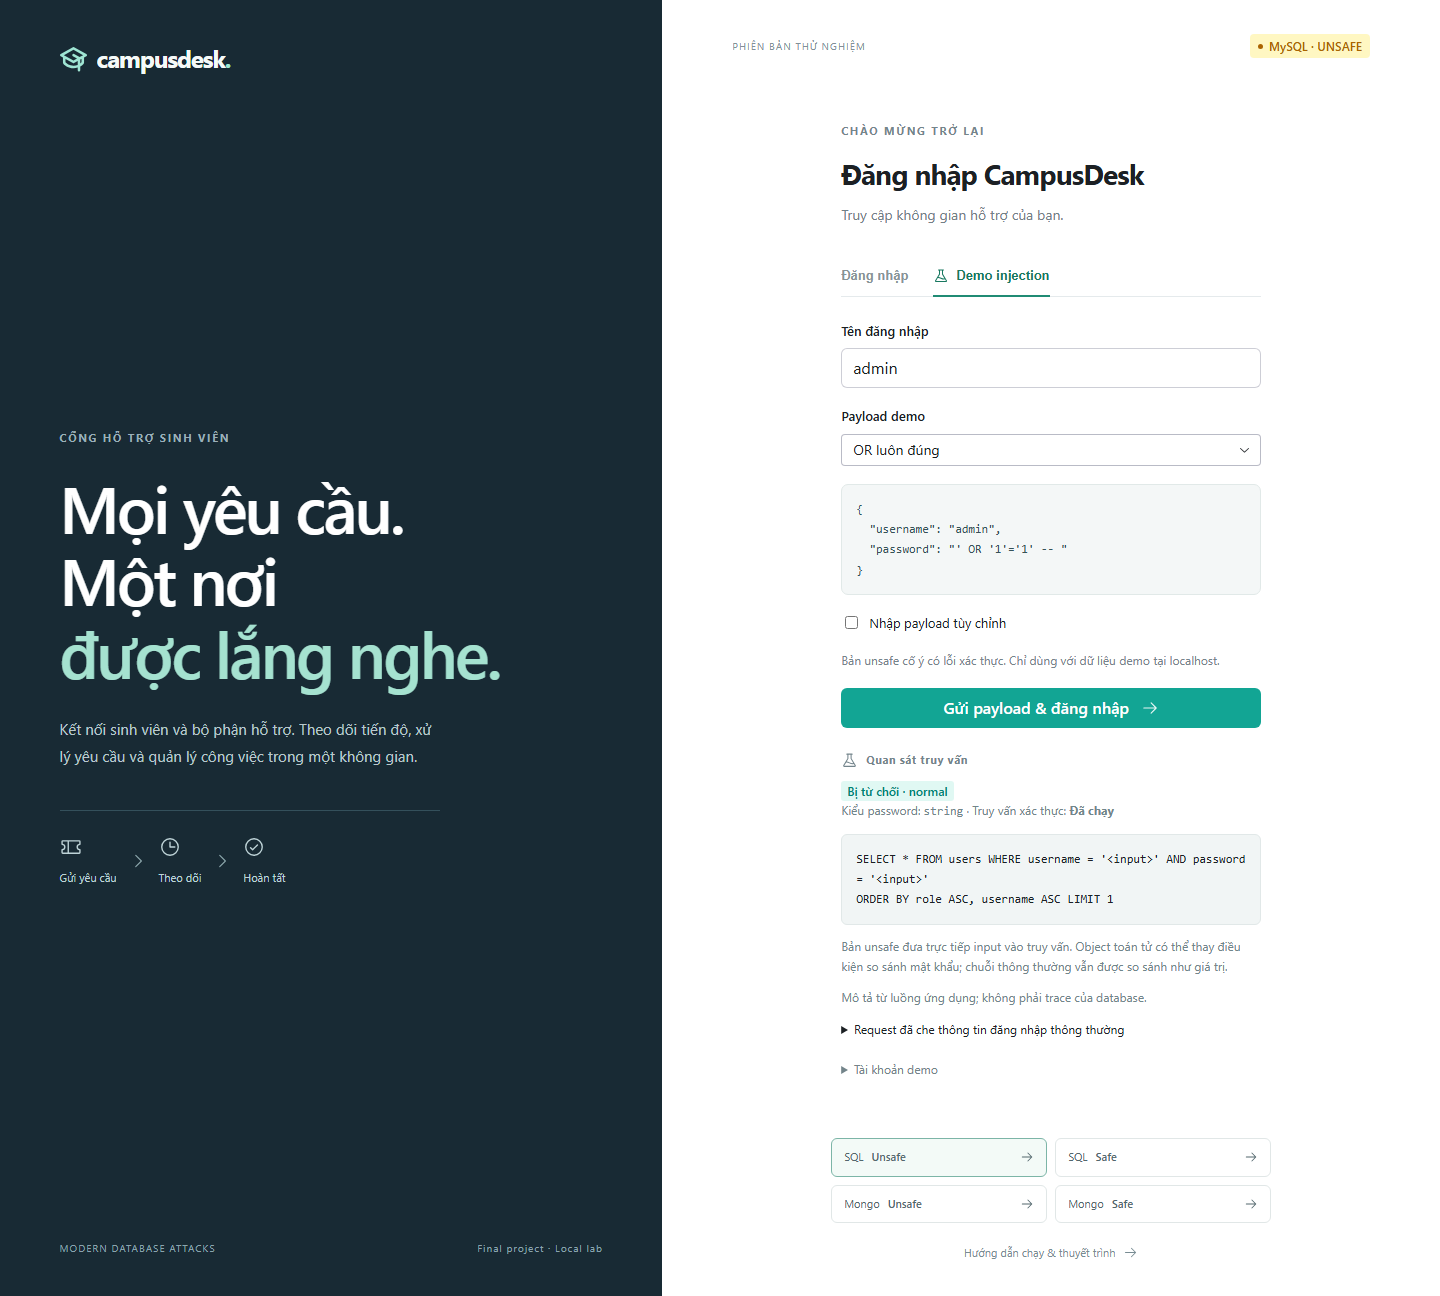 campusdesk.
CỔNG HỖ TRỢ SINH VIÊN
Mọi yêu cầu.
Một nơi
được lắng nghe.
Kết nối sinh viên và bộ phận hỗ trợ. Theo dõi tiến độ, xử
lý yêu cầu và quản lý công việc trong một không gian.
Gửi yêu cầu
Theo dõi
Hoàn tất
MODERN DATABASE ATTACKS
Final project · Local lab
PHIÊN BẢN THỬ NGHIỆM
MySQL · UNSAFE
CHÀO MỪNG TRỞ LẠI
Đăng nhập CampusDesk
Truy cập không gian hỗ trợ của bạn.
Đăng nhập
Demo injection
Tên đăng nhập
admin
Payload demo
OR luôn đúng
{
  "username": "admin",
  "password": "' OR '1'='1' -- "
}
Nhập payload tùy chỉnh
Bản unsafe cố ý có lỗi xác thực. Chỉ dùng với dữ liệu demo tại localhost.
Gửi payload & đăng nhập
Quan sát truy vấn
Bị từ chối · normal
Kiểu password: string · Truy vấn xác thực: Đã chạy
SELECT * FROM users WHERE username = '<input>' AND password
= '<input>'
ORDER BY role ASC, username ASC LIMIT 1
Bản unsafe đưa trực tiếp input vào truy vấn. Object toán tử có thể thay điều
kiện so sánh mật khẩu; chuỗi thông thường vẫn được so sánh như giá trị.
Mô tả từ luồng ứng dụng; không phải trace của database.
Request đã che thông tin đăng nhập thông thường
Tài khoản demo
SQL Unsafe
SQL Safe
Mongo Unsafe
Mongo Safe
Hướng dẫn chạy & thuyết trình